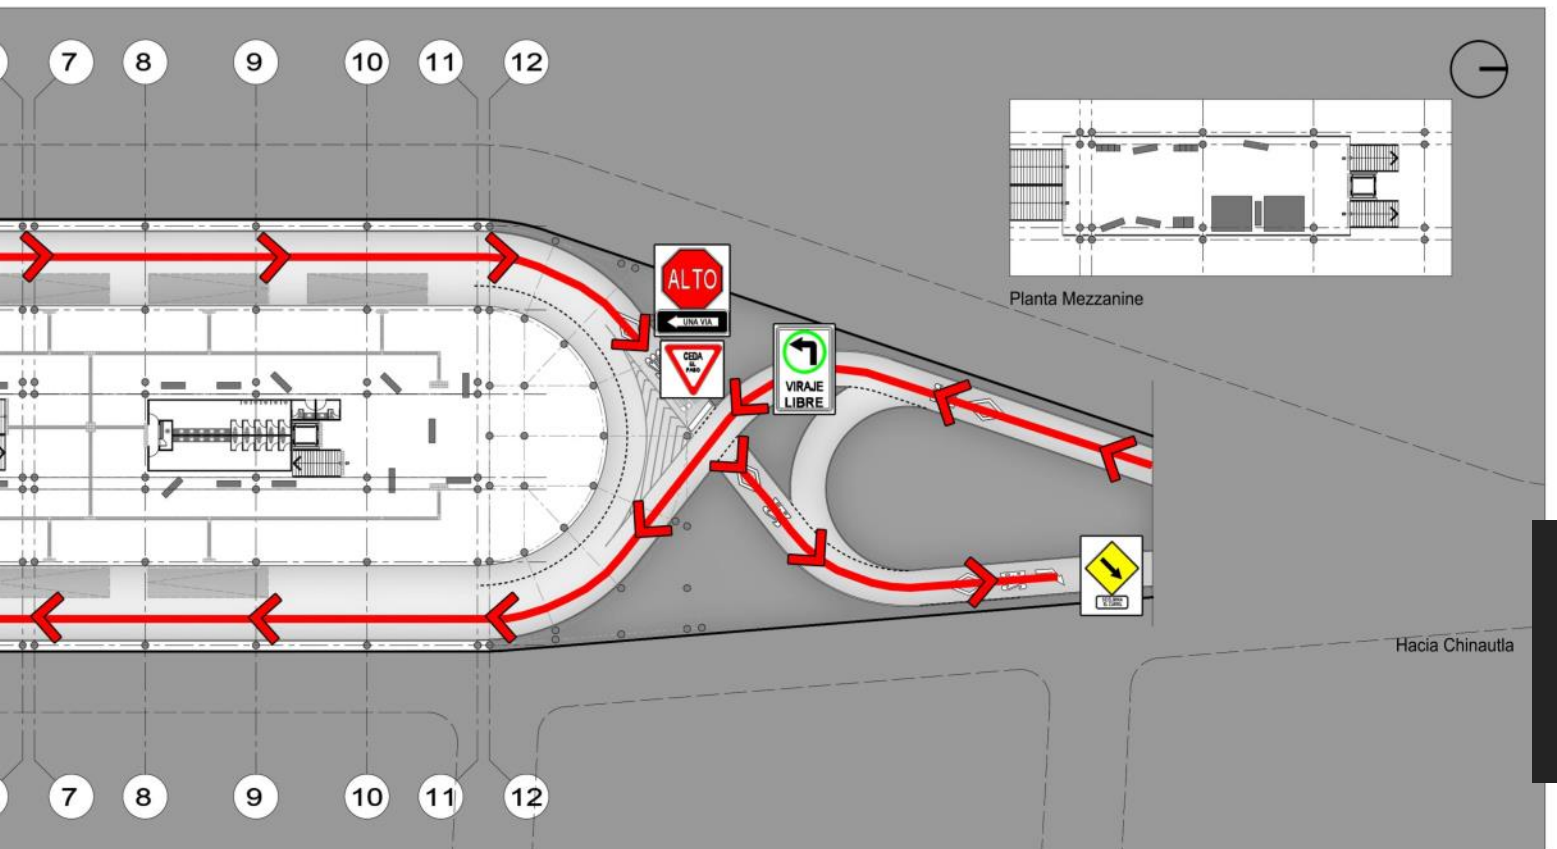 7 8 9 10 11 12
ALTO
UNA VIA
CEDA
EL
PASO
VIRAJE
LIBRE
Planta Mezzanine
Hacia Chinautla
7 8 9 10 11 12